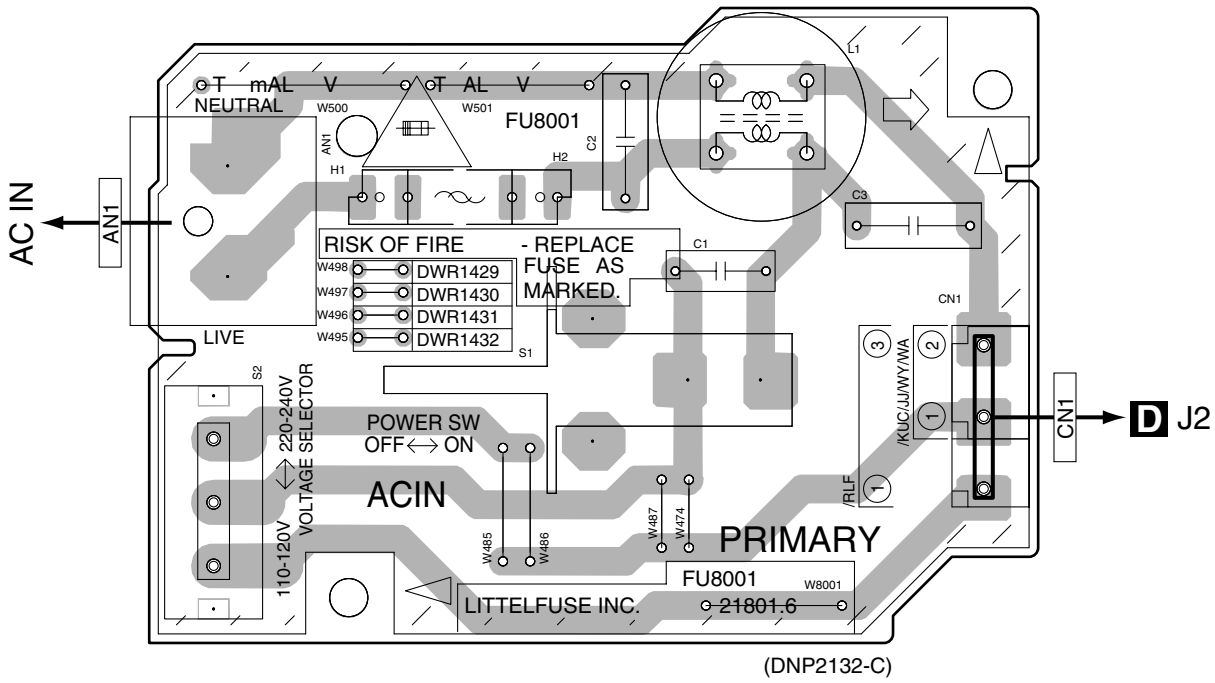 L1
T mAL V
T AL V
NEUTRAL
W500
W501
FU8001
AN1
C2
H1
H2
C3
AC IN
AN1
RISK OF FIRE - REPLACE FUSE AS MARKED.
C1
W498 DWR1429
W497 DWR1430
W496 DWR1431
W495 DWR1432
CN1
LIVE
S1
S2
3
2
1
1
/KUC/JJ/WY/WA
/RLF
CN1
D J2
110-120V ↔ 220-240V
VOLTAGE SELECTOR
POWER SW
OFF ↔ ON
ACIN
W485
W486
W487
W474
PRIMARY
FU8001
W8001
LITTELFUSE INC. 21801.6
(DNP2132-C)